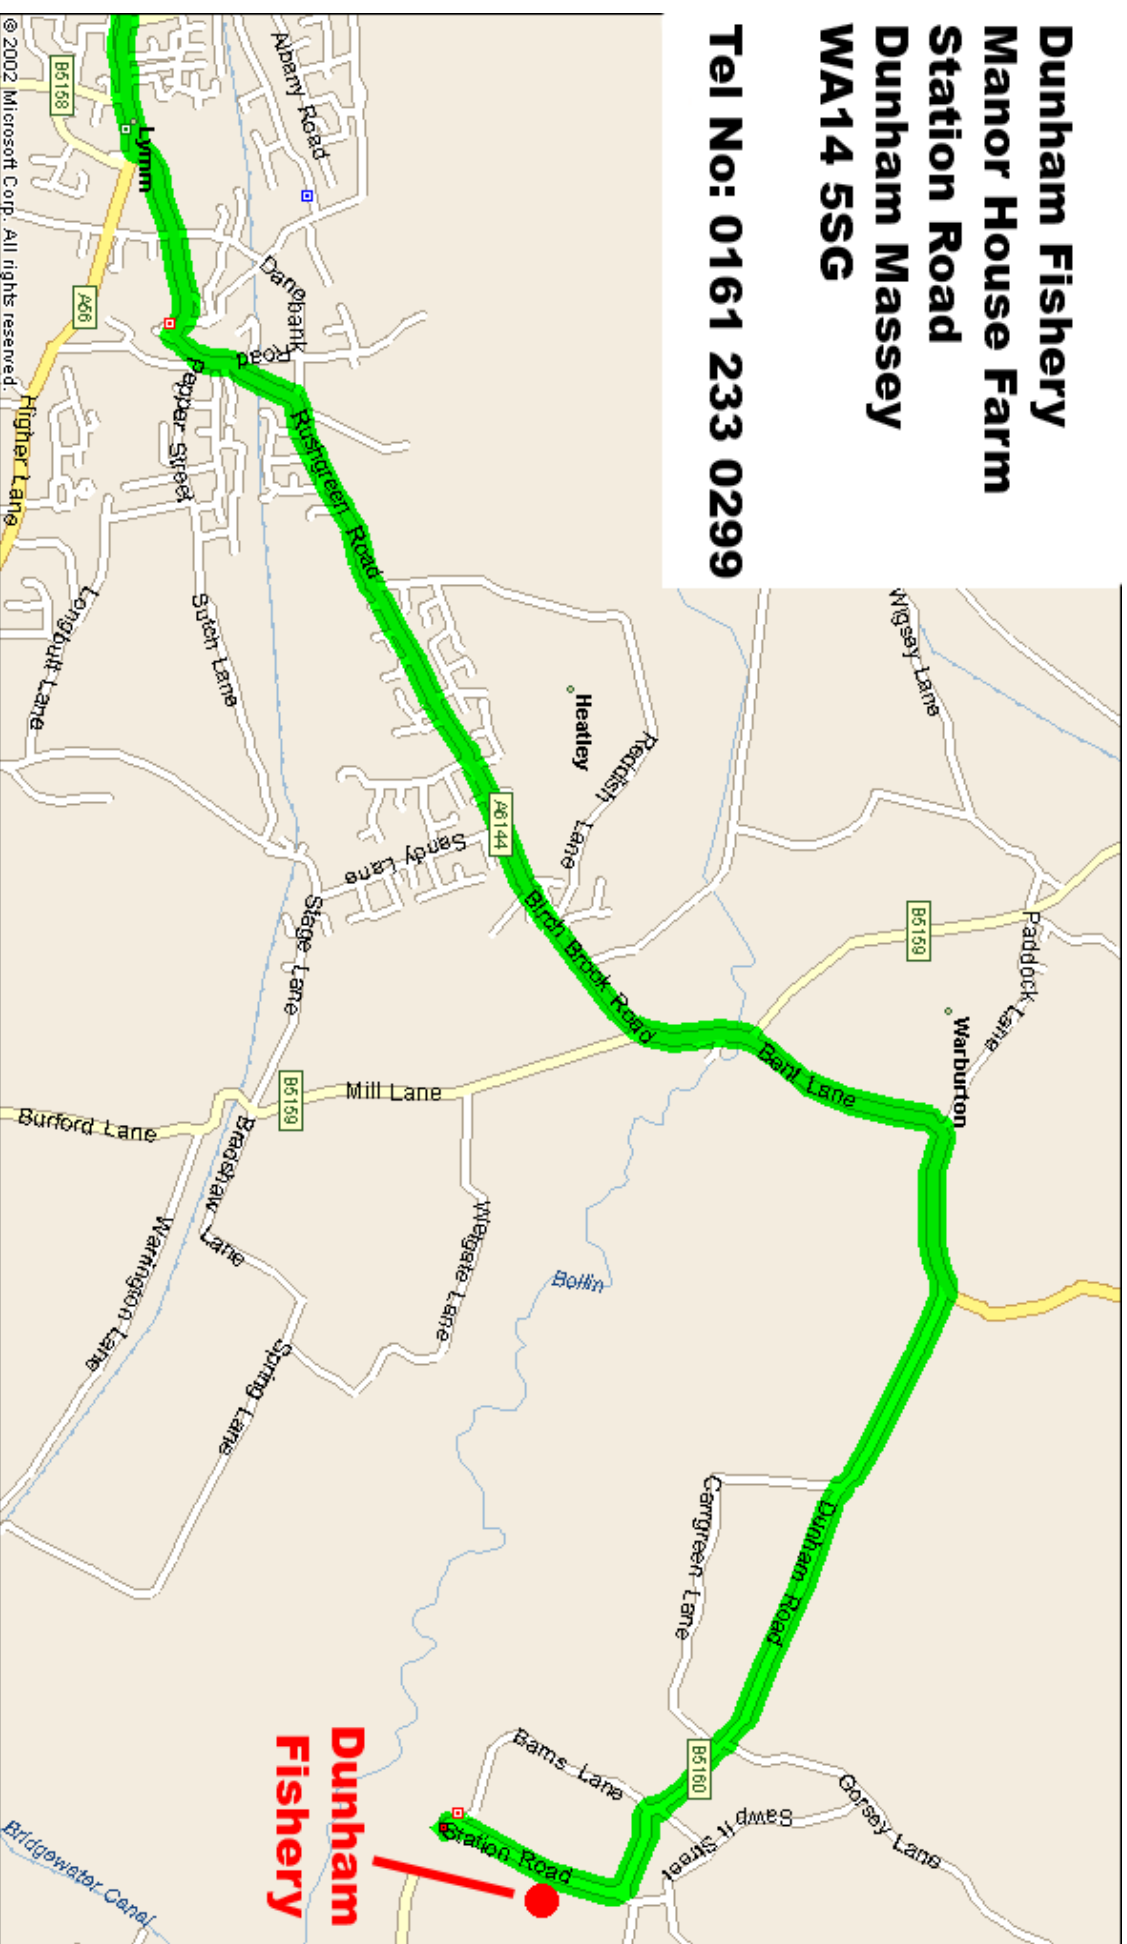 Dunham Fishery
Manor House Farm
Station Road
Dunham Massey
WA14 5SG
Tel No: 0161 233 0299
Wigsey Lane
Paddock Lane
B5159
Warburton
Albany Road
Lymm
B5158
A56
Danebank Road
Pepper Street
Rushgreen Road
Higher Lane
Longbutt Lane
Sutch Lane
Heatley
Reddish Lane
A6144
Sandy Lane
Birch Brook Road
Stage Lane
Bent Lane
Mill Lane
B5159
Burford Lane
Bradshaw Lane
Warrington Lane
Wetgate Lane
Spring Lane
Bollin
Carrgreen Lane
Dunham Road
B5160
Barns Lane
Sawp it Street
Gorsey Lane
Station Road
Dunham
Fishery
Bridgewater Canal
© 2002 Microsoft Corp. All rights reserved.